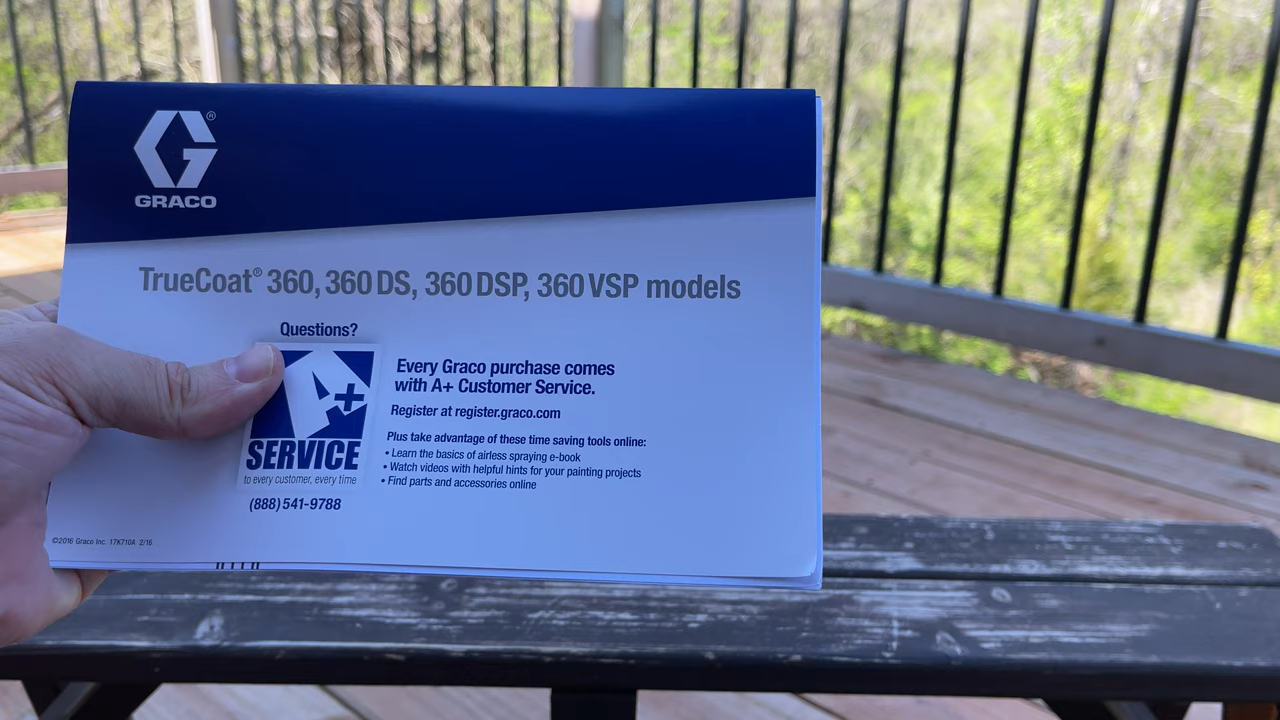 GRACO®
TrueCoat® 360, 360 DS, 360 DSP, 360 VSP models
Questions?
A+
SERVICE
to every customer, every time
(888) 541-9788
Every Graco purchase comes
with A+ Customer Service.
Register at register.graco.com
Plus take advantage of these time saving tools online:
• Learn the basics of airless spraying e-book
• Watch videos with helpful hints for your painting projects
• Find parts and accessories online
©2016 Graco Inc. 17K710A 2/16